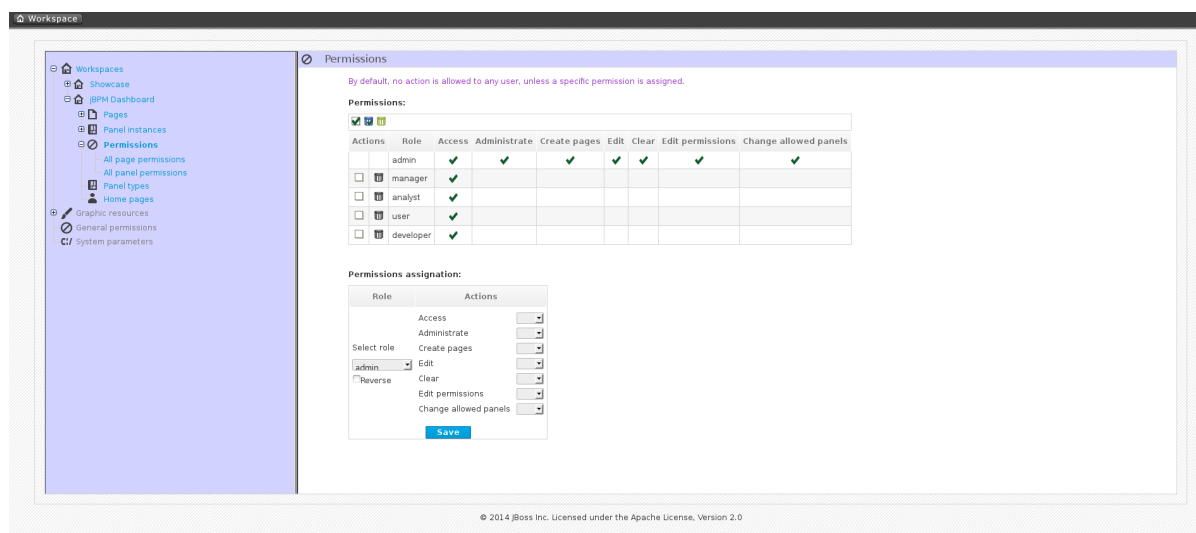 Workspace
Workspaces
Showcase
jBPM Dashboard
Pages
Panel instances
Permissions
All page permissions
All panel permissions
Panel types
Home pages
Graphic resources
General permissions
C:/ System parameters
Permissions
By default, no action is allowed to any user, unless a specific permission is assigned.
Permissions:
Actions Role Access Administrate Create pages Edit Clear Edit permissions Change allowed panels
admin
manager
analyst
user
developer
Permissions assignation:
Role Actions
Select role
admin
Reverse
Access
Administrate
Create pages
Edit
Clear
Edit permissions
Change allowed panels
Save
© 2014 JBoss Inc. Licensed under the Apache License, Version 2.0